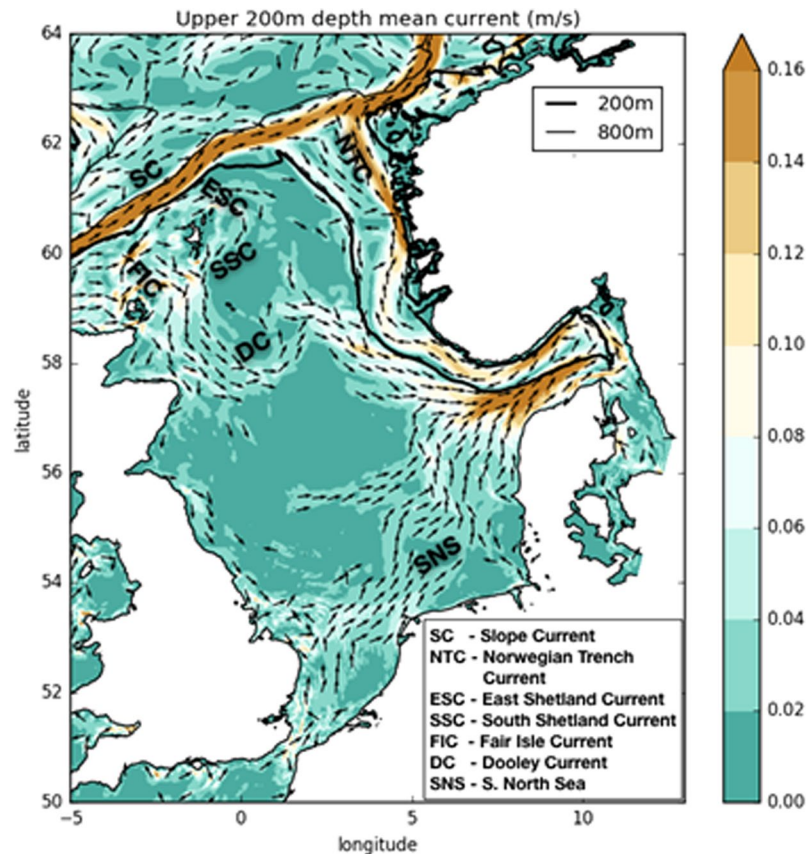 Upper 200m depth mean current (m/s)
64
62
60
58
56
54
52
50
latitude
-5
0
5
10
longitude
200m
800m
SC
NTC
ESC
SSC
FIC
DC
SNS
SC - Slope Current
NTC - Norwegian Trench
Current
ESC - East Shetland Current
SSC - South Shetland Current
FIC - Fair Isle Current
DC - Dooley Current
SNS - S. North Sea
0.16
0.14
0.12
0.10
0.08
0.06
0.04
0.02
0.00